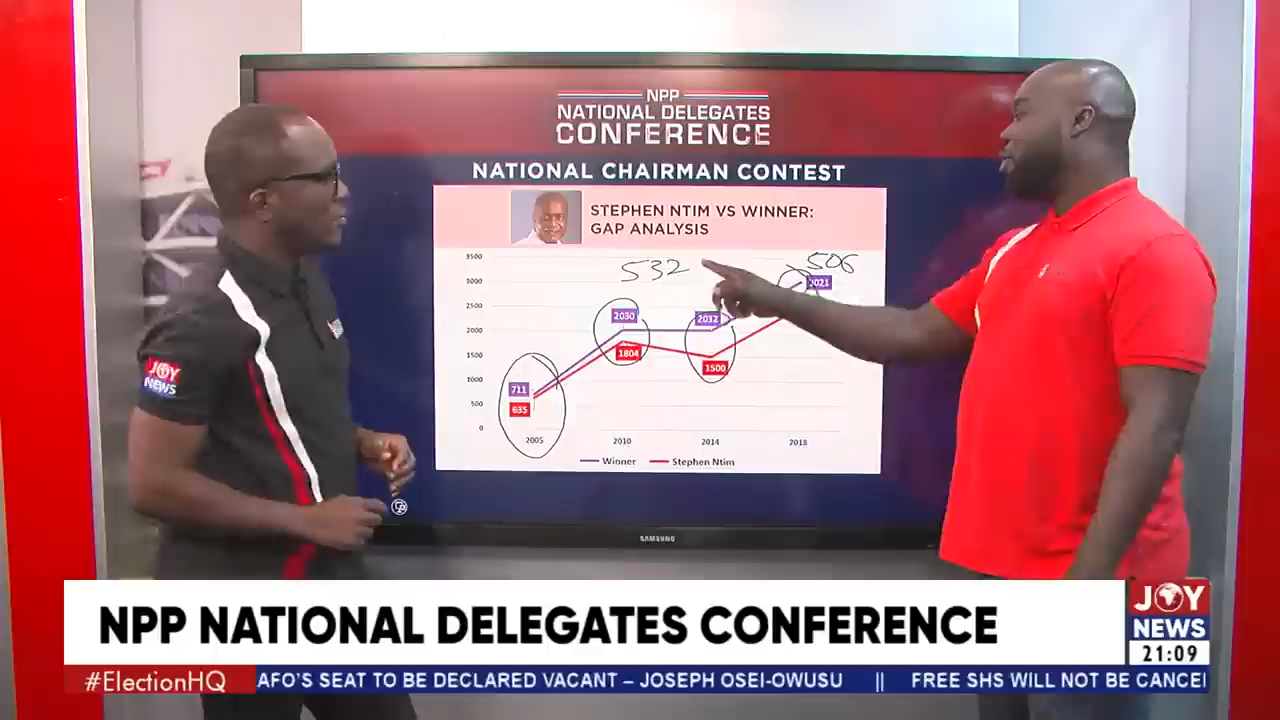 NPP
NATIONAL DELEGATES
CONFERENCE
NATIONAL CHAIRMAN CONTEST
STEPHEN NTIM VS WINNER:
GAP ANALYSIS
3500
3000
2500
2000
1500
1000
500
0
532
506
2021
2030
2032
1804
1500
711
635
2005
2010
2014
2018
Winner
Stephen Ntim
JOY
NEWS
SAMSUNG
NPP NATIONAL DELEGATES CONFERENCE
JOY
NEWS
21:09
#ElectionHQ
AFO'S SEAT TO BE DECLARED VACANT – JOSEPH OSEI-OWUSU || FREE SHS WILL NOT BE CANCEL